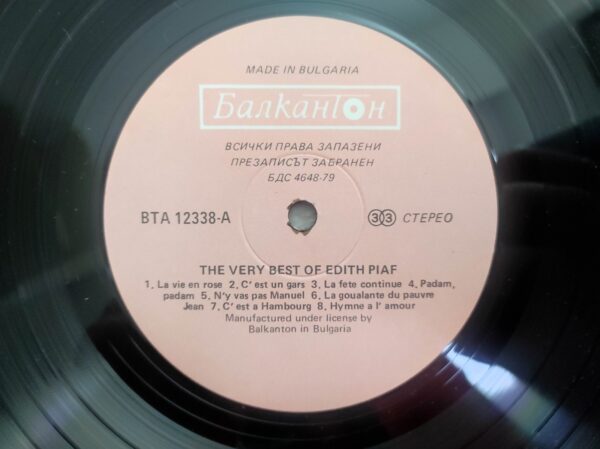 MADE IN BULGARIA
Балкантон
ВСИЧКИ ПРАВА ЗАПАЗЕНИ
ПРЕЗАПИСЪТ ЗАБРАНЕН
БДС 4648-79
ВТА 12338-А
33 СТЕРЕО
THE VERY BEST OF EDITH PIAF
1. La vie en rose 2. C' est un gars 3. La fete continue 4. Padam,
padam 5. N'y vas pas Manuel 6. La goualante du pauvre
Jean 7. C'est a Hambourg 8. Hymne a l' amour
Manufactured under license by
Balkanton in Bulgaria